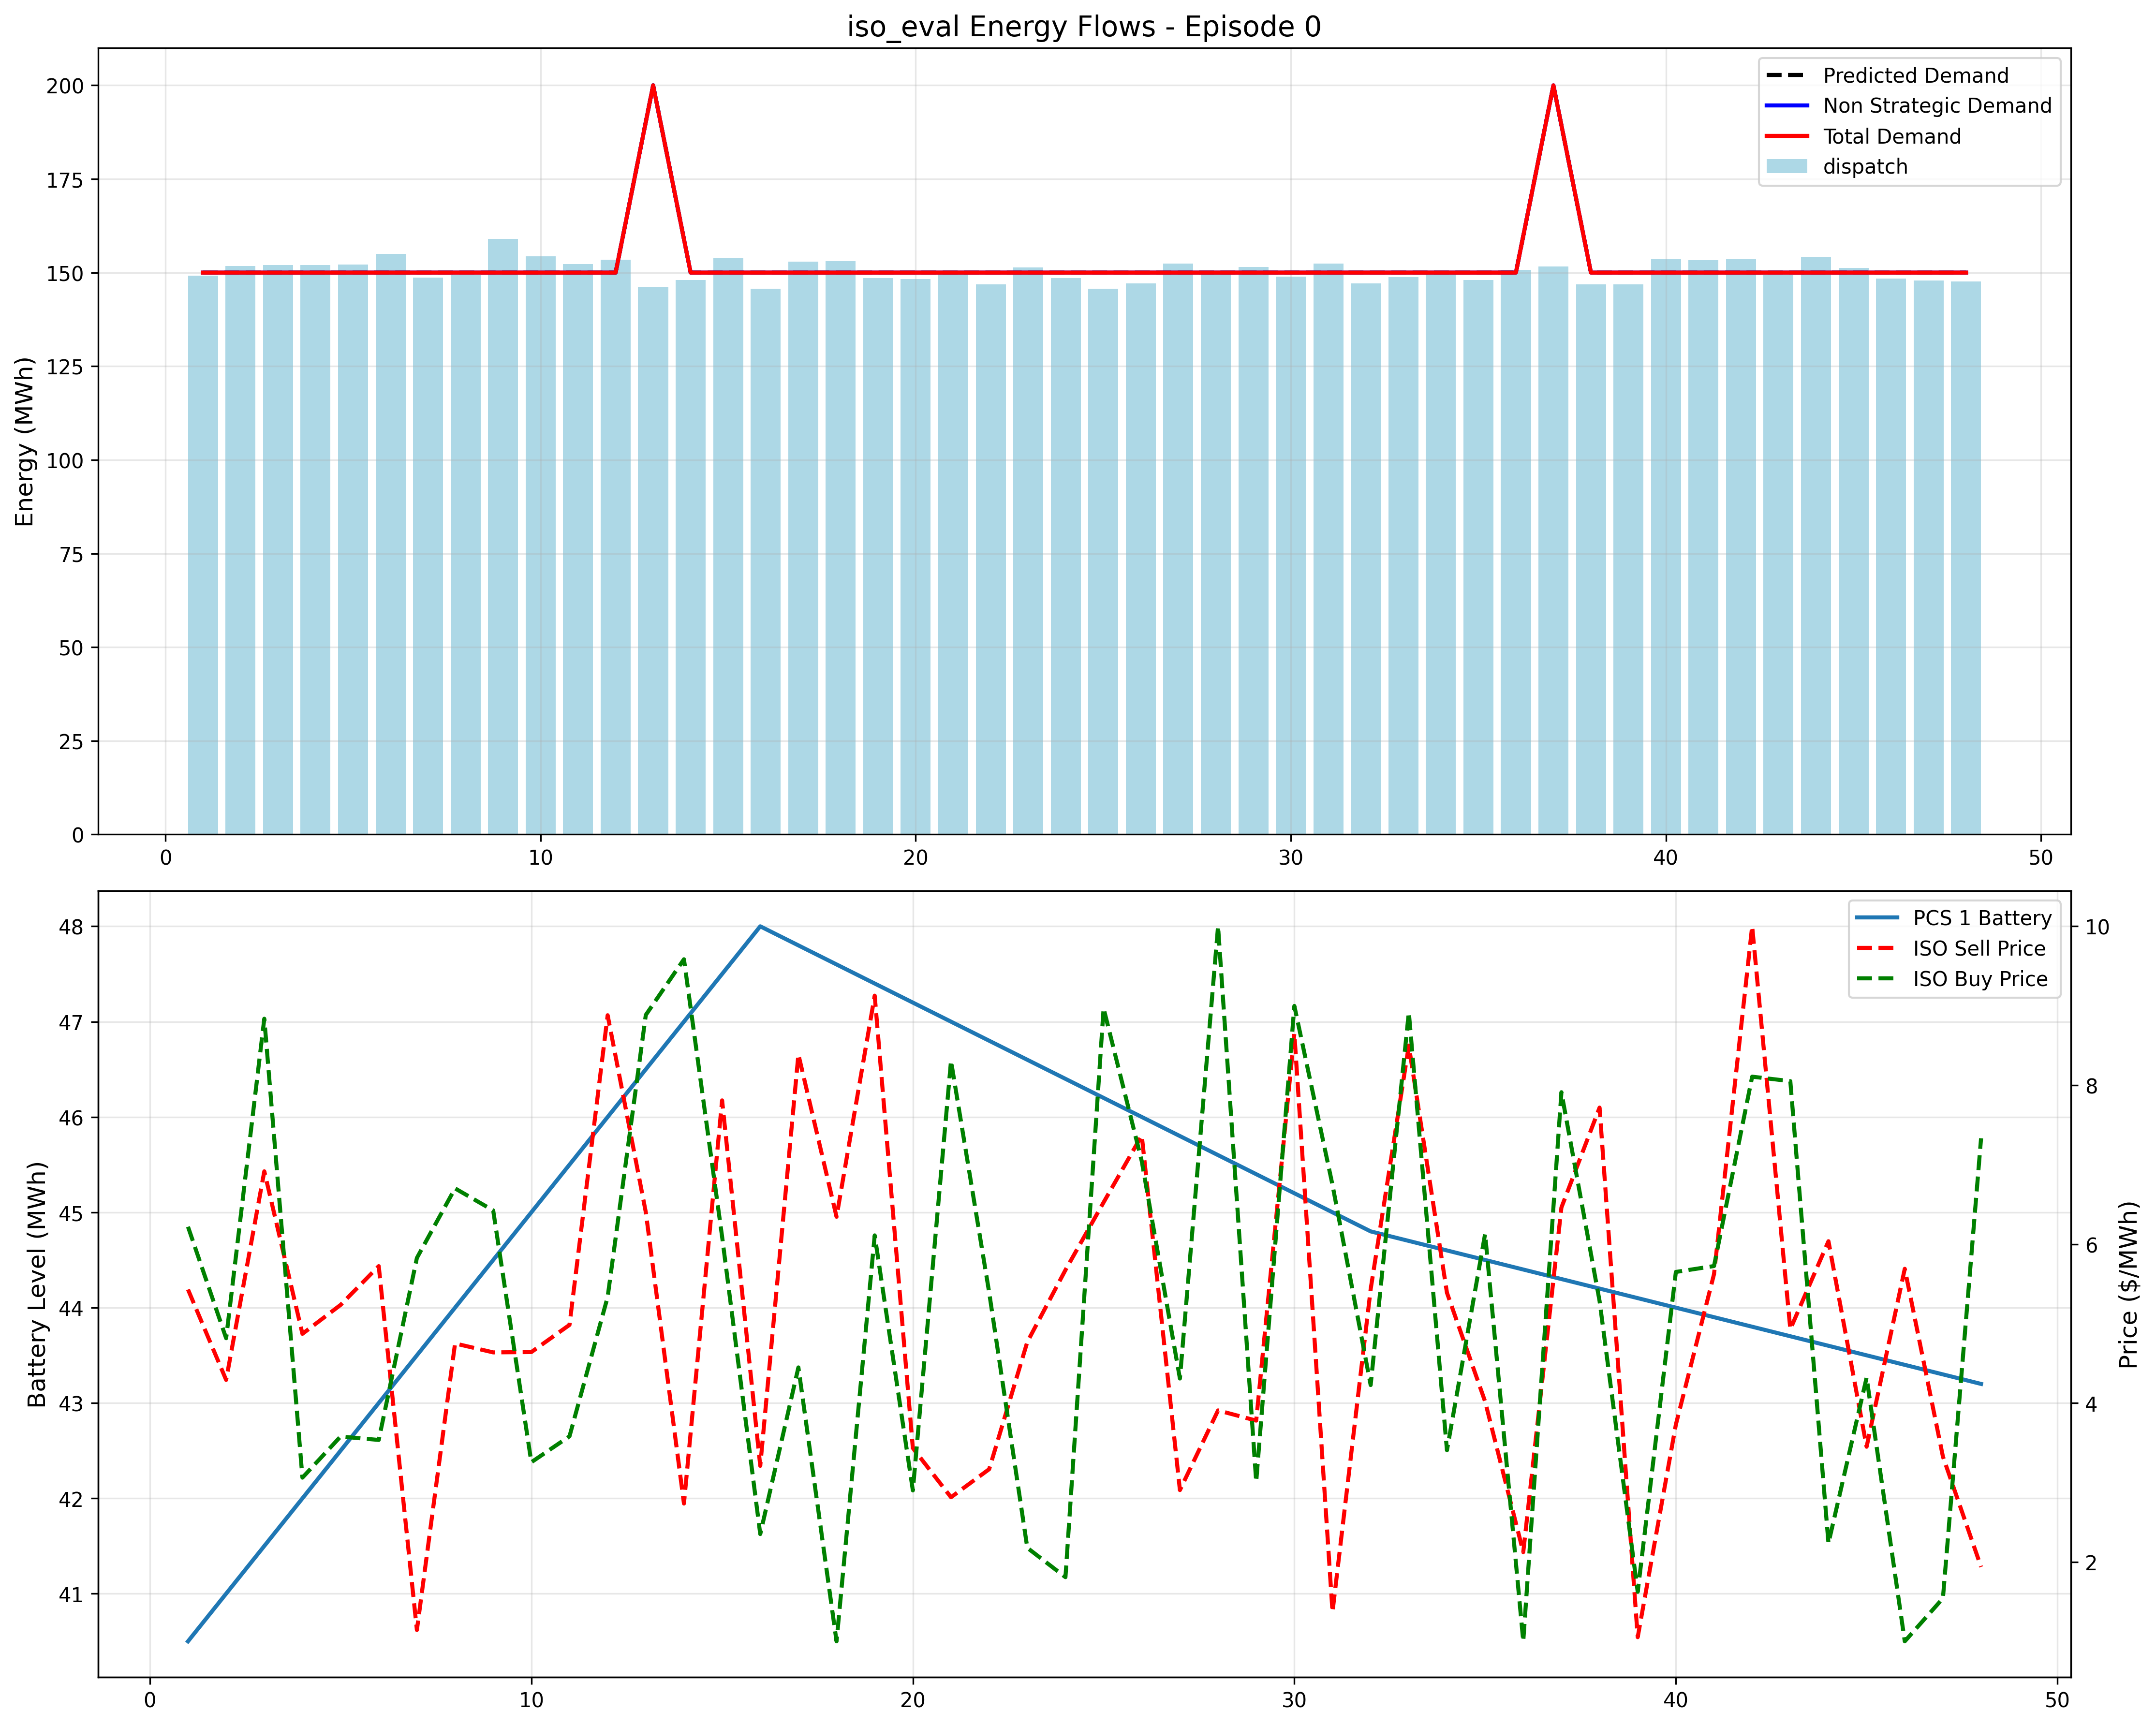 iso_eval Energy Flows - Episode 0
Energy (MWh)
200
175
150
125
100
75
50
25
0
Predicted Demand
Non Strategic Demand
Total Demand
dispatch
0 10 20 30 40 50
Battery Level (MWh)
48
47
46
45
44
43
42
41
PCS 1 Battery
ISO Sell Price
ISO Buy Price
10
8
6
4
2
Price ($/MWh)
0 10 20 30 40 50